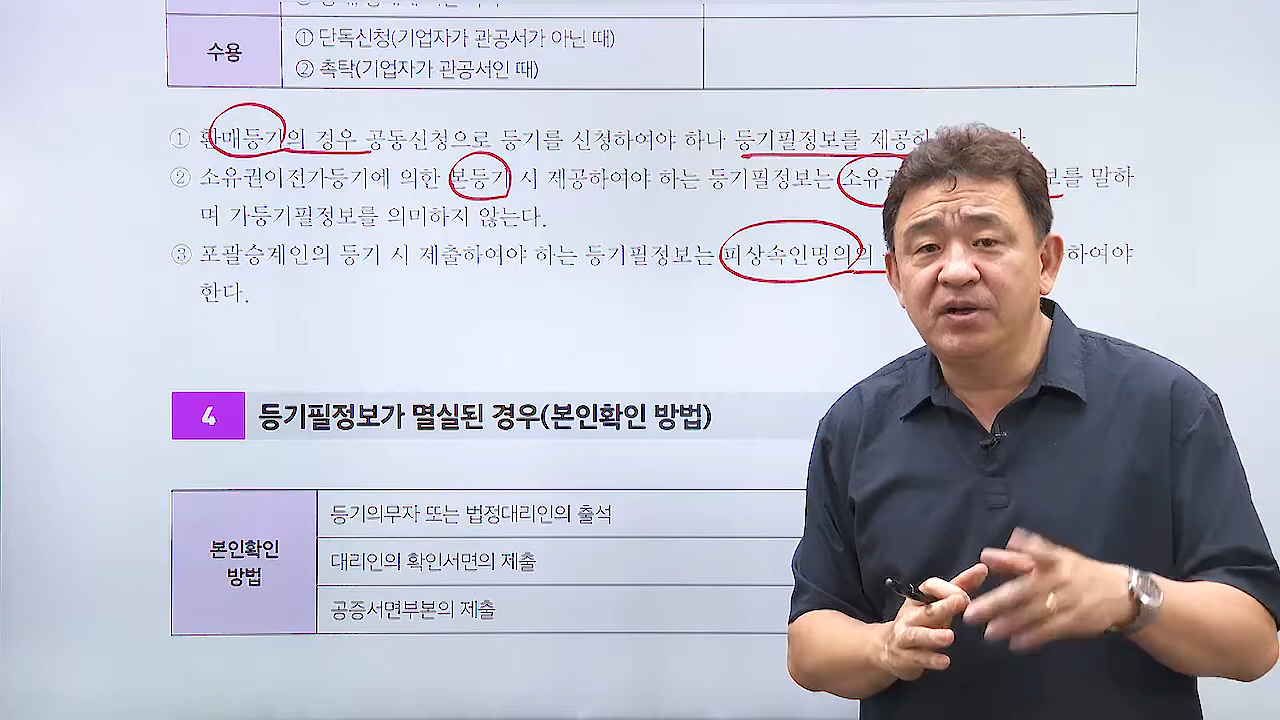 수용
① 단독신청(기업자가 관공서가 아닌 때)
② 촉탁(기업자가 관공서인 때)
① 환매등기의 경우 공동신청으로 등기를 신청하여야 하나 등기필정보를 제공하
② 소유권이전가등기에 의한 본등기 시 제공하여야 하는 등기필정보는 소유권 를 말하
며 가등기필정보를 의미하지 않는다.
③ 포괄승계인의 등기 시 제출하여야 하는 등기필정보는 피상속인명의의 하여야
한다.
4 등기필정보가 멸실된 경우(본인확인 방법)
본인확인
방법
등기의무자 또는 법정대리인의 출석
대리인의 확인서면의 제출
공증서면부본의 제출